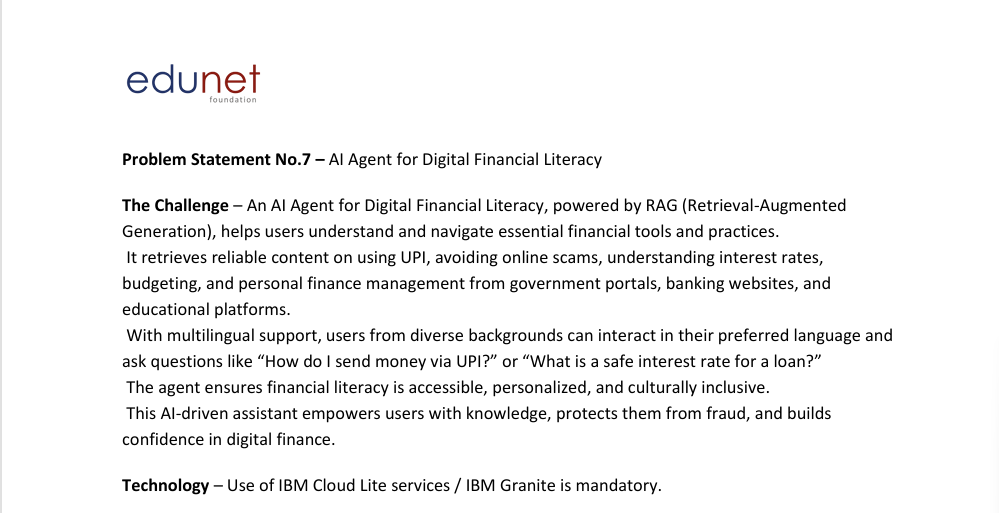 edunet
foundation
Problem Statement No.7 – AI Agent for Digital Financial Literacy
The Challenge – An AI Agent for Digital Financial Literacy, powered by RAG (Retrieval-Augmented
Generation), helps users understand and navigate essential financial tools and practices.
It retrieves reliable content on using UPI, avoiding online scams, understanding interest rates,
budgeting, and personal finance management from government portals, banking websites, and
educational platforms.
With multilingual support, users from diverse backgrounds can interact in their preferred language and
ask questions like “How do I send money via UPI?” or “What is a safe interest rate for a loan?”
The agent ensures financial literacy is accessible, personalized, and culturally inclusive.
This AI-driven assistant empowers users with knowledge, protects them from fraud, and builds
confidence in digital finance.
Technology – Use of IBM Cloud Lite services / IBM Granite is mandatory.